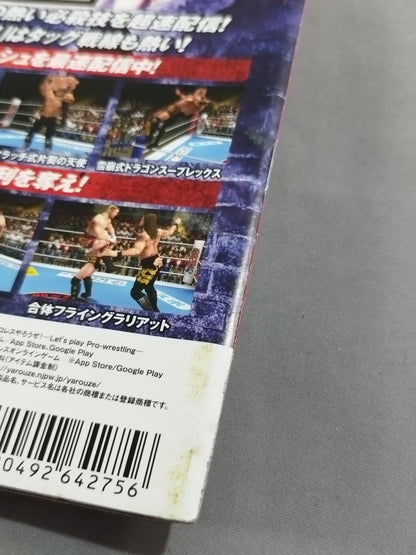 熱い必殺技を超速配信!
はタッグ戦線も熱い!
シュを最速配信中!
ラッチ式片翼の天使
雪崩式ドラゴンスープレックス
利を奪え!
合体フライングラリアット
コレスやろうぜ!—Let's play Pro-wrestling—
/App Store,Google Play
レスオンラインゲーム ※App Store/Google Play
料(アイテム課金制)
//yarouze.njpw.jp/yarouze/
品名、サービス名は各社の商標または登録商標です。
0492 642756